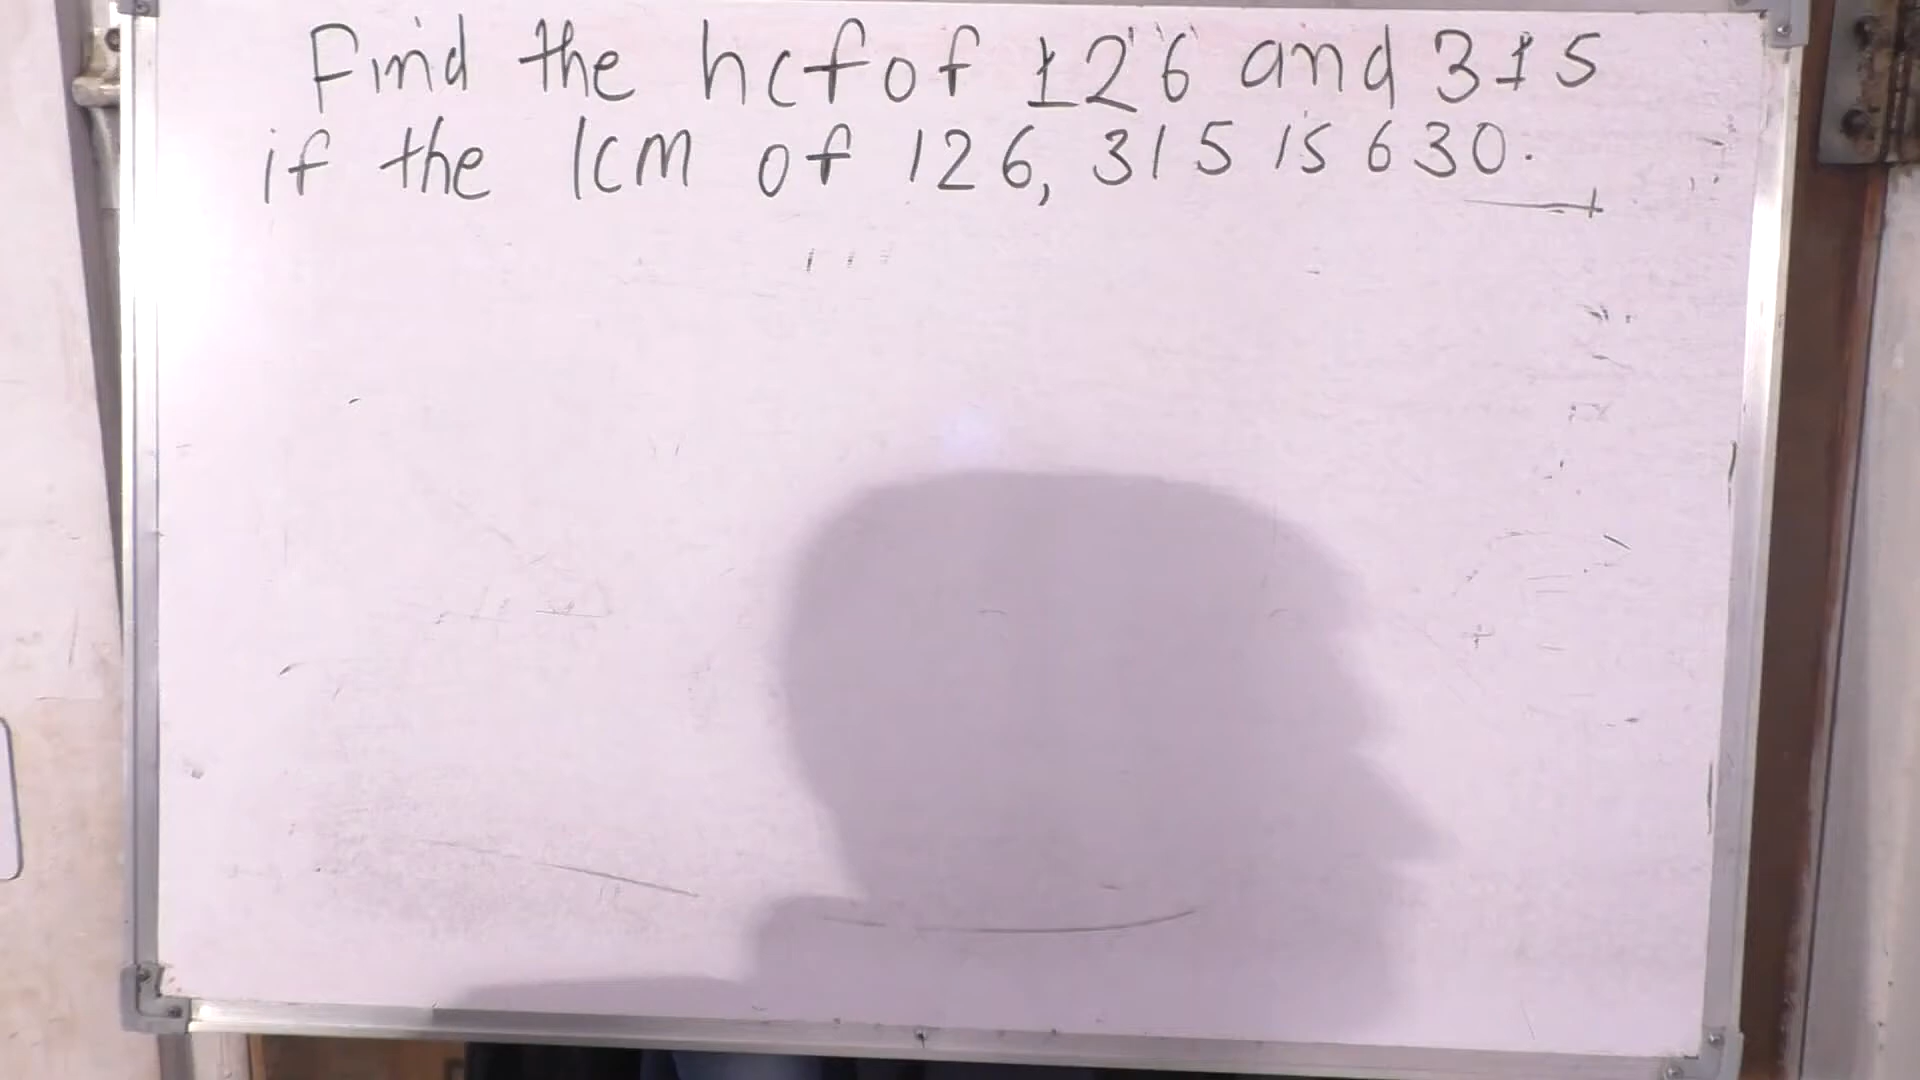 Find the hcf of 126 and 315
if the lcm of 126, 315 is 630.